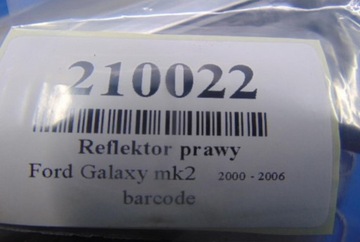 210022
Reflektor prawy
Ford Galaxy mk2 2000 - 2006
barcode